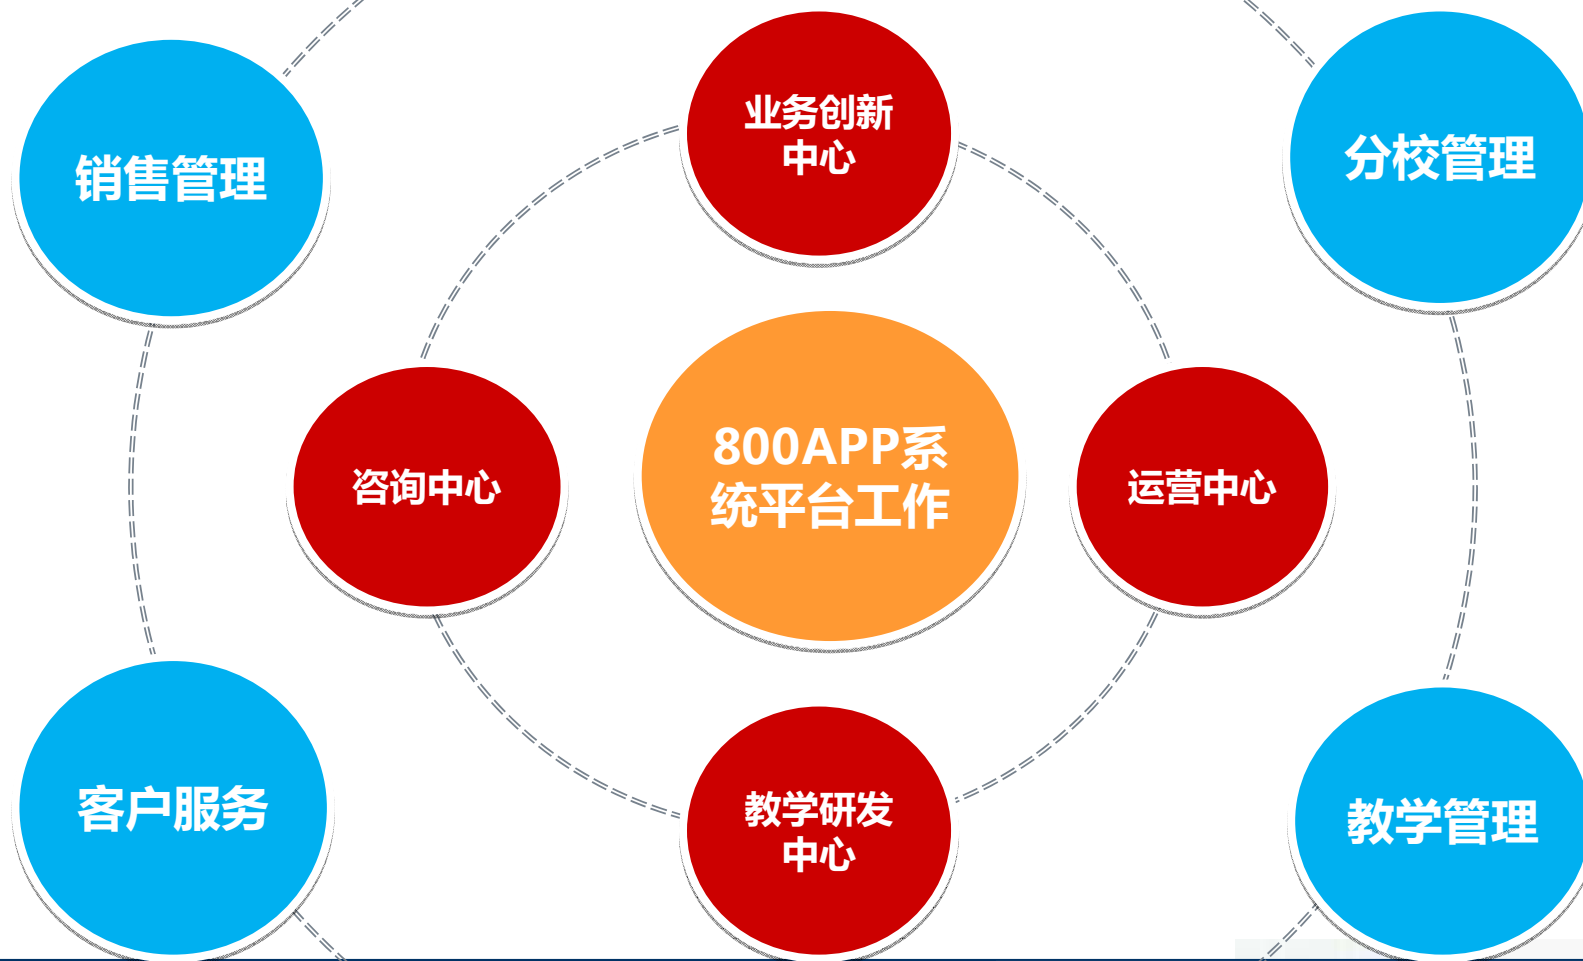 业务创新
中心
销售管理
分校管理
800APP系
统平台工作
咨询中心
运营中心
客户服务
教学研发
中心
教学管理